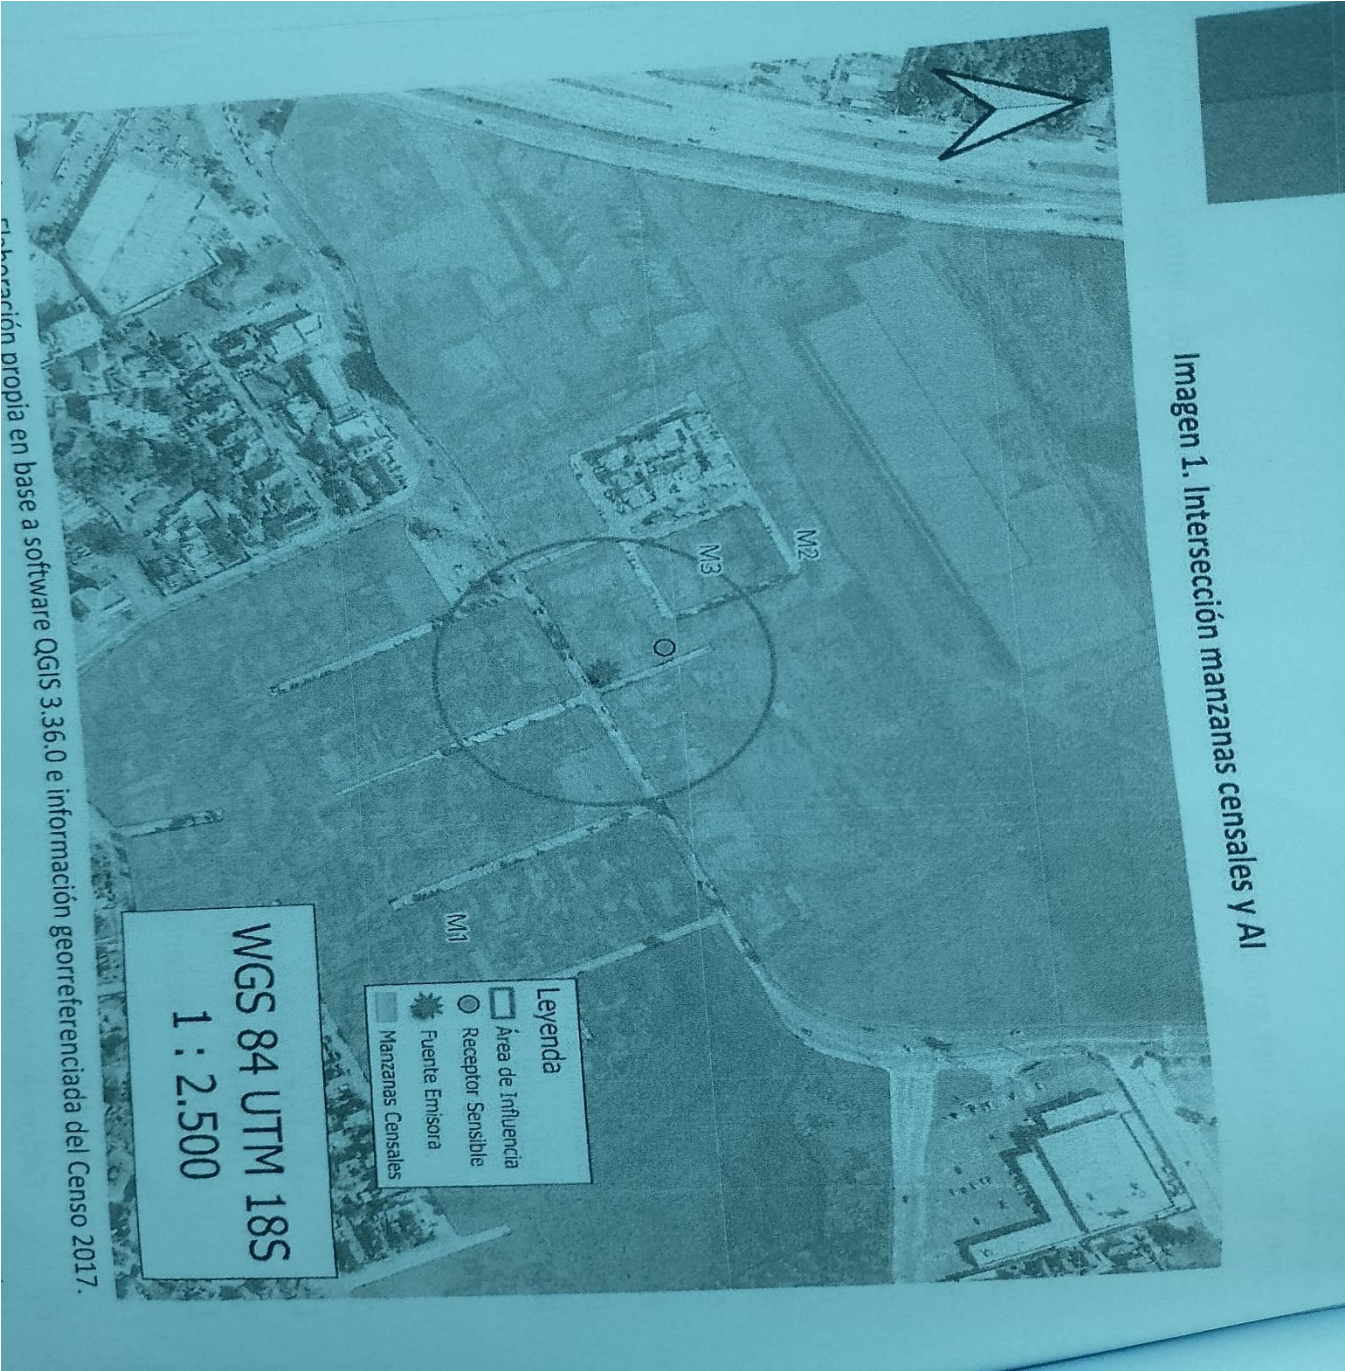 Imagen 1. Intersección manzanas censales y AI
M2
M3
M1
Leyenda
Área de Influencia
Receptor Sensible
Fuente Emisora
Manzanas Censales
WGS 84 UTM 18S
1 : 2.500
Elaboración propia en base a software QGIS 3.36.0 e información georreferenciada del Censo 2017.